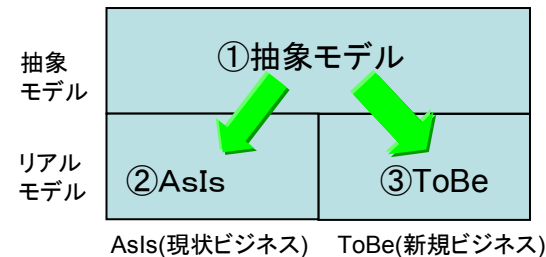 抽象
モデル
①抽象モデル
リアル
モデル
②AsIs
③ToBe
AsIs(現状ビジネス)
ToBe(新規ビジネス)